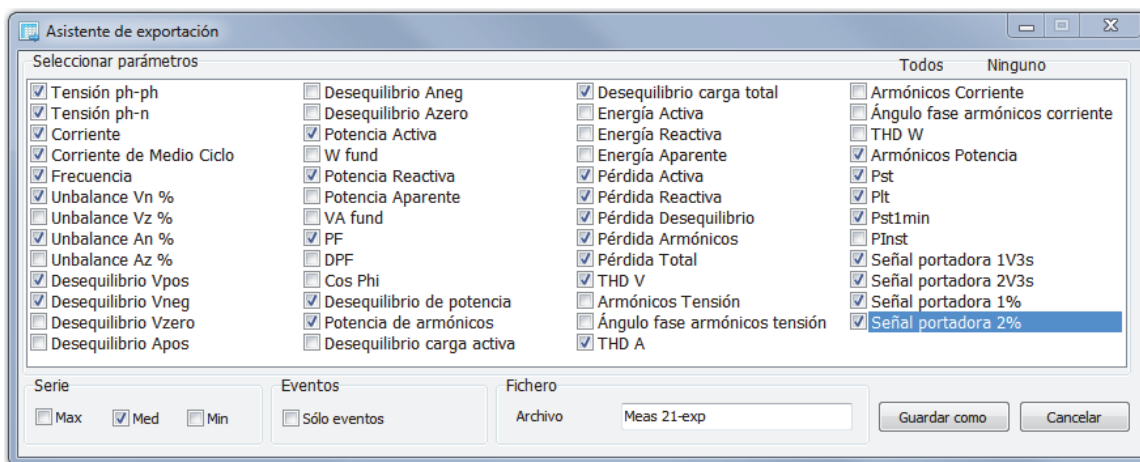 Asistente de exportación
Seleccionar parámetros
Todos Ninguno
Tensión ph-ph
Tensión ph-n
Corriente
Corriente de Medio Ciclo
Frecuencia
Unbalance Vn %
Unbalance Vz %
Unbalance An %
Unbalance Az %
Desequilibrio Vpos
Desequilibrio Vneg
Desequilibrio Vzero
Desequilibrio Apos
Desequilibrio Aneg
Desequilibrio Azero
Potencia Activa
W fund
Potencia Reactiva
Potencia Aparente
VA fund
PF
DPF
Cos Phi
Desequilibrio de potencia
Potencia de armónicos
Desequilibrio carga activa
Desequilibrio carga total
Energía Activa
Energía Reactiva
Energía Aparente
Pérdida Activa
Pérdida Reactiva
Pérdida Desequilibrio
Pérdida Armónicos
Pérdida Total
THD V
Armónicos Tensión
Ángulo fase armónicos tensión
THD A
Armónicos Corriente
Ángulo fase armónicos corriente
THD W
Armónicos Potencia
Pst
Plt
Pst1min
PInst
Señal portadora 1V3s
Señal portadora 2V3s
Señal portadora 1%
Señal portadora 2%
Serie
Max Med Min
Eventos
Sólo eventos
Fichero
Archivo Meas 21-exp
Guardar como Cancelar